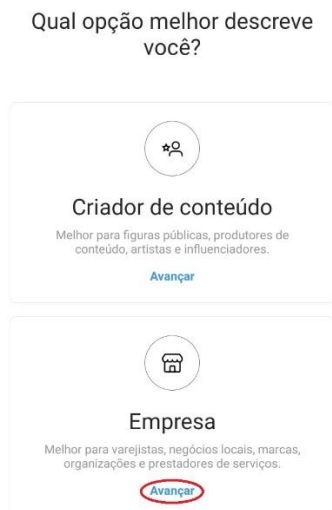 Qual opção melhor descreve
você?
Criador de conteúdo
Melhor para figuras públicas, produtores de
conteúdo, artistas e influenciadores.
Avançar
Empresa
Melhor para varejistas, negócios locais, marcas,
organizações e prestadores de serviços.
Avançar